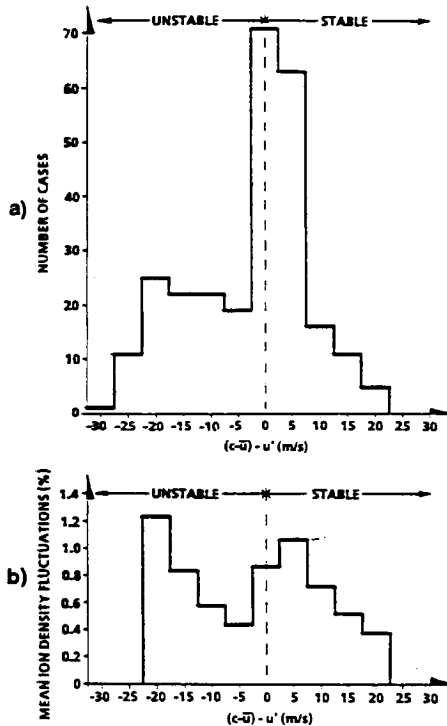 a)
UNSTABLE STABLE
NUMBER OF CASES
70
60
50
40
30
20
10
0
-30 -25 -20 -15 -10 -5 0 5 10 15 20 25 30
(c-u̅) - u' (m/s)
b)
UNSTABLE STABLE
MEAN ION DENSITY FLUCTUATIONS (%)
1.4
1.2
1.0
0.8
0.6
0.4
0.2
0
-30 -25 -20 -15 -10 -5 0 5 10 15 20 25 30
(c-u̅) - u' (m/s)